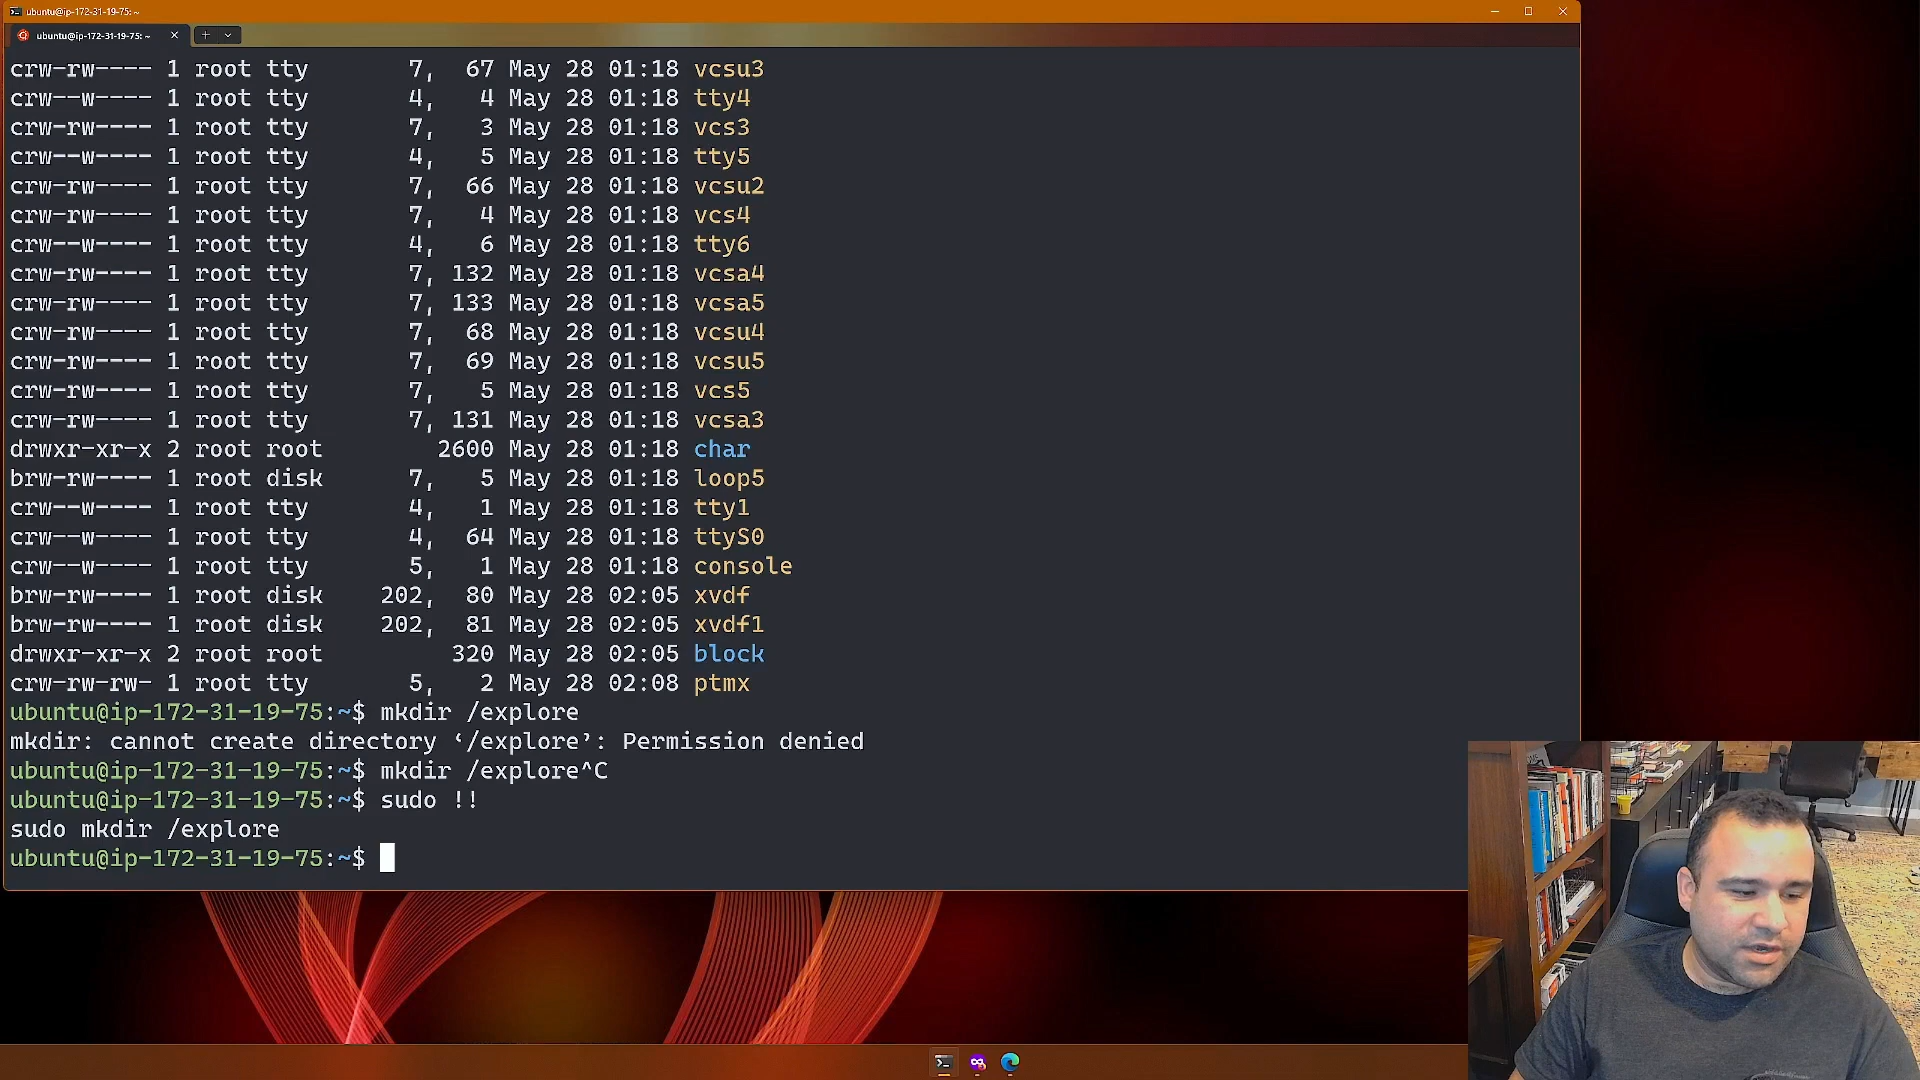 ubuntu@ip-172-31-19-75: ~
ubuntu@ip-172-31-19-75: ~
crw-rw---- 1 root tty 7, 67 May 28 01:18 vcsu3
crw--w---- 1 root tty 4, 4 May 28 01:18 tty4
crw-rw---- 1 root tty 7, 3 May 28 01:18 vcs3
crw--w---- 1 root tty 4, 5 May 28 01:18 tty5
crw-rw---- 1 root tty 7, 66 May 28 01:18 vcsu2
crw-rw---- 1 root tty 7, 4 May 28 01:18 vcs4
crw--w---- 1 root tty 4, 6 May 28 01:18 tty6
crw-rw---- 1 root tty 7, 132 May 28 01:18 vcsa4
crw-rw---- 1 root tty 7, 133 May 28 01:18 vcsa5
crw-rw---- 1 root tty 7, 68 May 28 01:18 vcsu4
crw-rw---- 1 root tty 7, 69 May 28 01:18 vcsu5
crw-rw---- 1 root tty 7, 5 May 28 01:18 vcs5
crw-rw---- 1 root tty 7, 131 May 28 01:18 vcsa3
drwxr-xr-x 2 root root 2600 May 28 01:18 char
brw-rw---- 1 root disk 7, 5 May 28 01:18 loop5
crw--w---- 1 root tty 4, 1 May 28 01:18 tty1
crw--w---- 1 root tty 4, 64 May 28 01:18 ttyS0
crw--w---- 1 root tty 5, 1 May 28 01:18 console
brw-rw---- 1 root disk 202, 80 May 28 02:05 xvdf
brw-rw---- 1 root disk 202, 81 May 28 02:05 xvdf1
drwxr-xr-x 2 root root 320 May 28 02:05 block
crw-rw-rw- 1 root tty 5, 2 May 28 02:08 ptmx
ubuntu@ip-172-31-19-75:~$ mkdir /explore
mkdir: cannot create directory ‘/explore’: Permission denied
ubuntu@ip-172-31-19-75:~$ mkdir /explore^C
ubuntu@ip-172-31-19-75:~$ sudo !!
sudo mkdir /explore
ubuntu@ip-172-31-19-75:~$